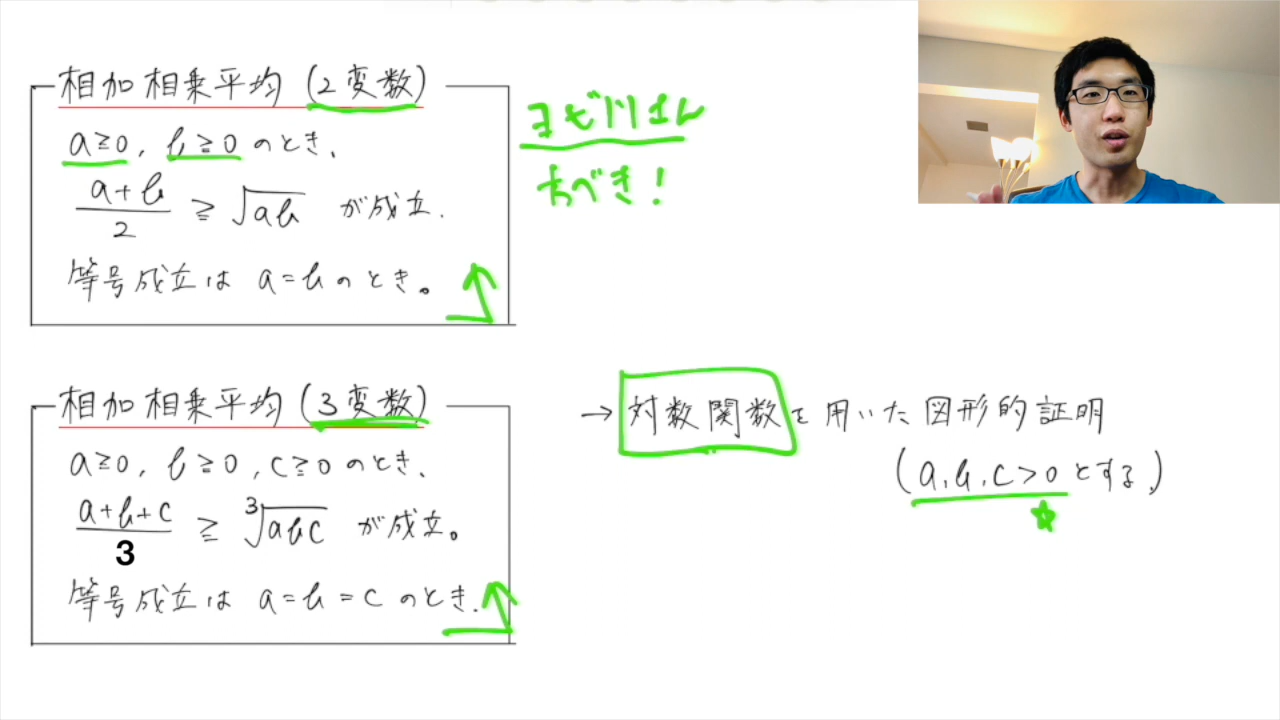 相加相乗平均(2変数)
a≧0, b≧0 のとき、
(a+b)/2 ≧ √ab が成立.
等号成立は a=b のとき。
ヨビノリさん
すべき!
相加相乗平均(3変数)
a≧0, b≧0, c≧0 のとき、
(a+b+c)/3 ≧ ∛abc が成立。
等号成立は a=b=c のとき.
→ 対数関数を用いた図形的証明
(a, b, c>0 とする)